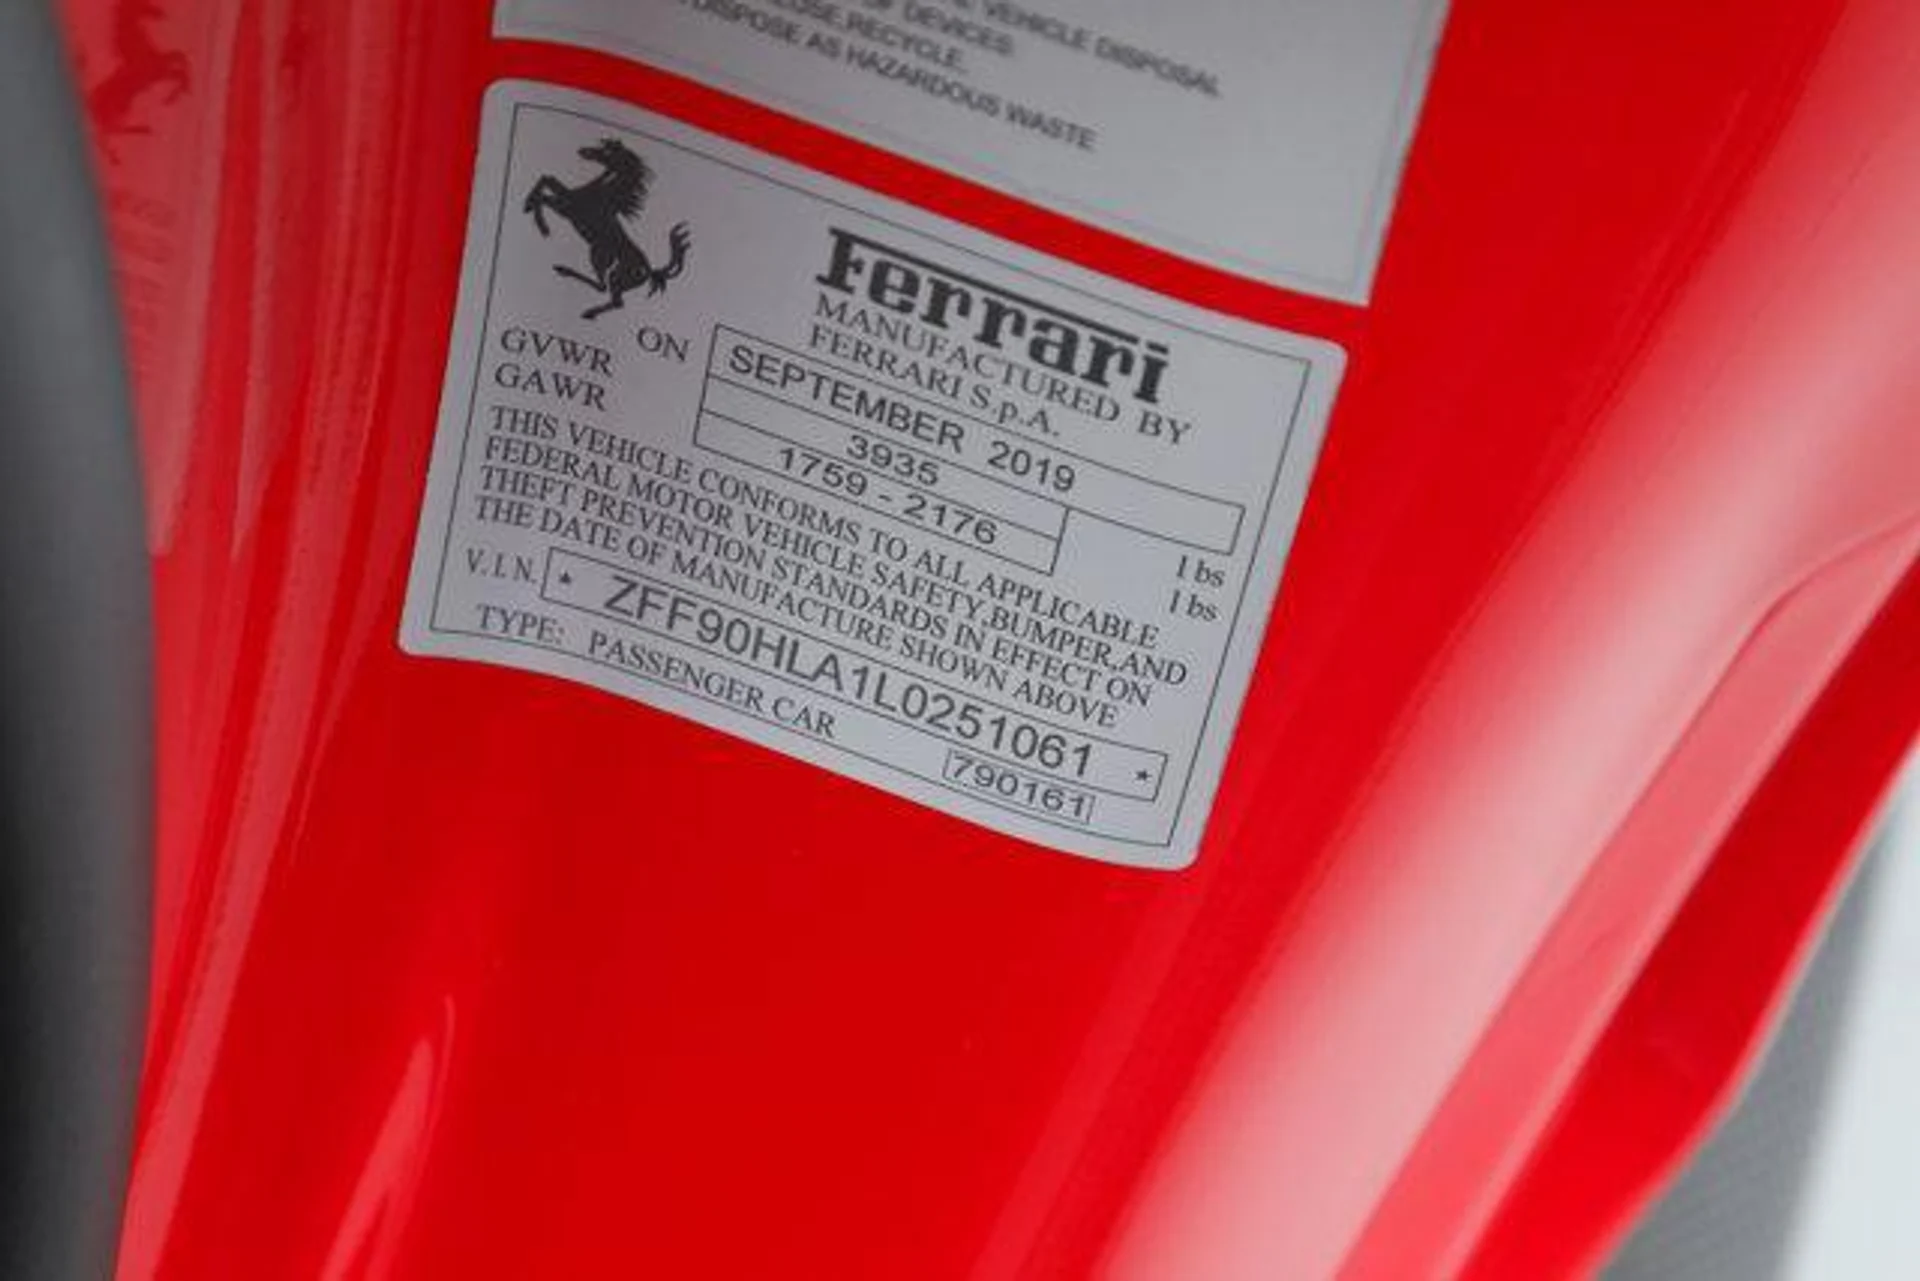 VEHICLE DISPOSAL
OF DEVICES.
RECYCLE.
DISPOSE AS HAZARDOUS WASTE
Ferrari
MANUFACTURED BY
FERRARI S.p.A.
ON SEPTEMBER 2019
GVWR 3935 lbs
GAWR 1759 - 2176 lbs
THIS VEHICLE CONFORMS TO ALL APPLICABLE
FEDERAL MOTOR VEHICLE SAFETY,BUMPER,AND
THEFT PREVENTION STANDARDS IN EFFECT ON
THE DATE OF MANUFACTURE SHOWN ABOVE
V.I.N. * ZFF90HLA1L0251061 *
TYPE: PASSENGER CAR 790161